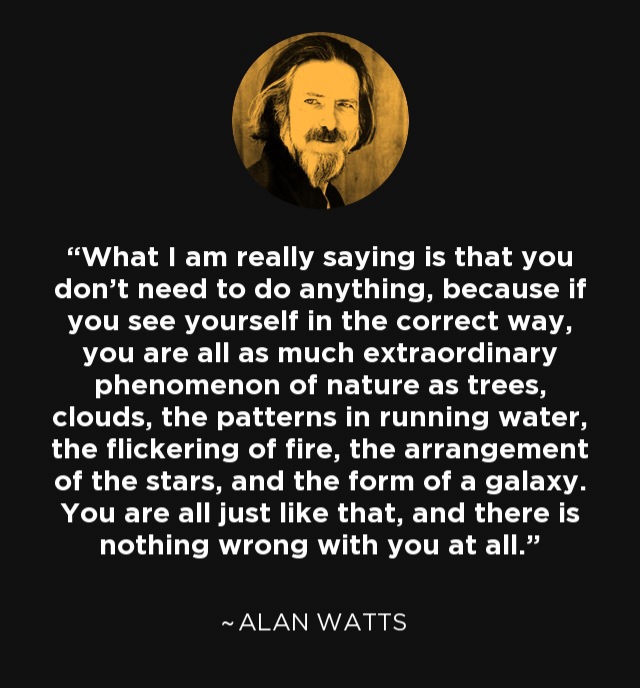 “What I am really saying is that you
don’t need to do anything, because if
you see yourself in the correct way,
you are all as much extraordinary
phenomenon of nature as trees,
clouds, the patterns in running water,
the flickering of fire, the arrangement
of the stars, and the form of a galaxy.
You are all just like that, and there is
nothing wrong with you at all.”
~ ALAN WATTS